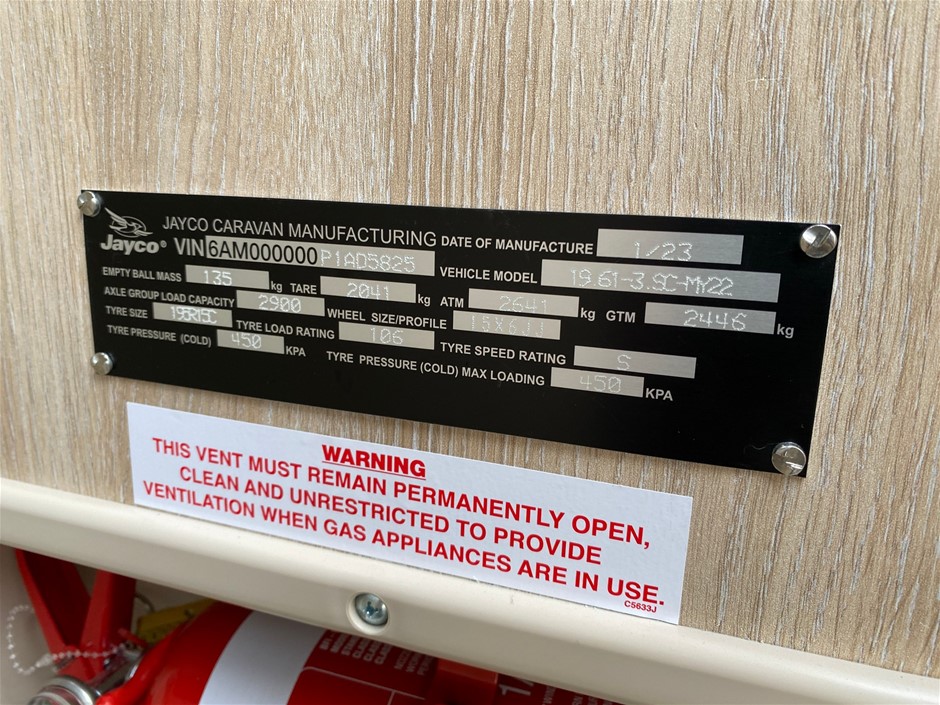 JAYCO CARAVAN MANUFACTURING DATE OF MANUFACTURE 1/23
Jayco® VIN 6AM000000P1AD5825 VEHICLE MODEL 19.61-3.SC-MY22
EMPTY BALL MASS 135 kg TARE 2041 kg ATM 2641 kg GTM 2446 kg
AXLE GROUP LOAD CAPACITY 2900 WHEEL SIZE/PROFILE 15X6JJ
TYRE SIZE 195R15C TYRE LOAD RATING 106 TYRE SPEED RATING S
TYRE PRESSURE (COLD) 450 KPA TYRE PRESSURE (COLD) MAX LOADING 450 KPA
WARNING
THIS VENT MUST REMAIN PERMANENTLY OPEN,
CLEAN AND UNRESTRICTED TO PROVIDE
VENTILATION WHEN GAS APPLIANCES ARE IN USE.
C5633J